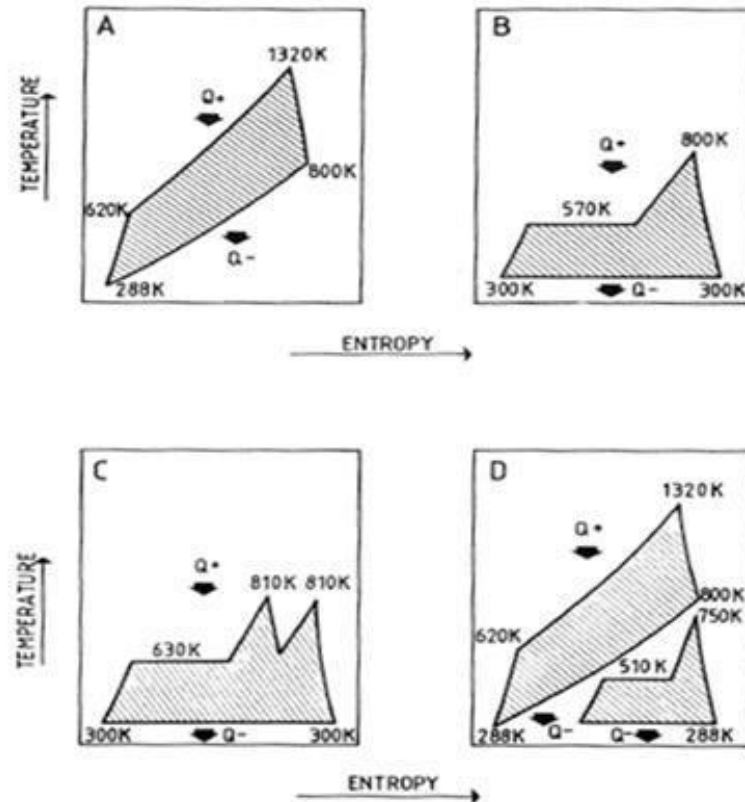 A
1320K
Q+
TEMPERATURE
620K
800K
Q-
288K
B
800K
Q+
570K
300K
Q-
300K
ENTROPY
C
Q+
810K 810K
TEMPERATURE
630K
300K
Q-
300K
D
1320K
Q+
800K
750K
620K
510K
288K
Q-
Q-
288K
ENTROPY